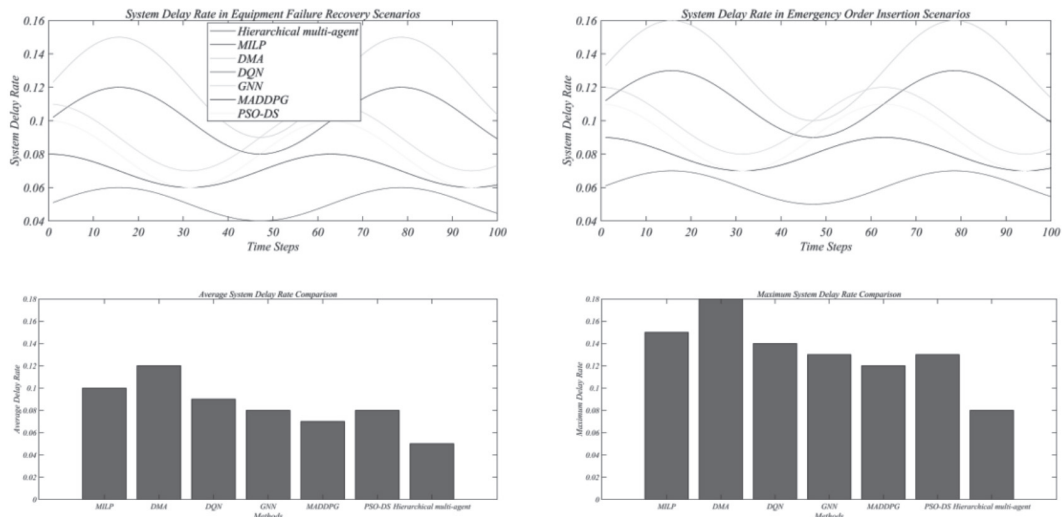 System Delay Rate in Equipment Failure Recovery Scenarios
0.16
0.14
0.12
0.1
0.08
0.06
0.04
System Delay Rate
Hierarchical multi-agent
MILP
DMA
DQN
GNN
MADDPG
PSO-DS
0 10 20 30 40 50 60 70 80 90 100
Time Steps
System Delay Rate in Emergency Order Insertion Scenarios
0.16
0.14
0.12
0.1
0.08
0.06
0.04
System Delay Rate
0 10 20 30 40 50 60 70 80 90 100
Time Steps
Average System Delay Rate Comparison
0.18
0.16
0.14
0.12
0.1
0.08
0.06
0.04
0.02
0
Average Delay Rate
MILP DMA DQN GNN MADDPG PSO-DS Hierarchical multi-agent
Methods
Maximum System Delay Rate Comparison
0.18
0.16
0.14
0.12
0.1
0.08
0.06
0.04
0.02
0
Maximum Delay Rate
MILP DMA DQN GNN MADDPG PSO-DS Hierarchical multi-agent
Methods